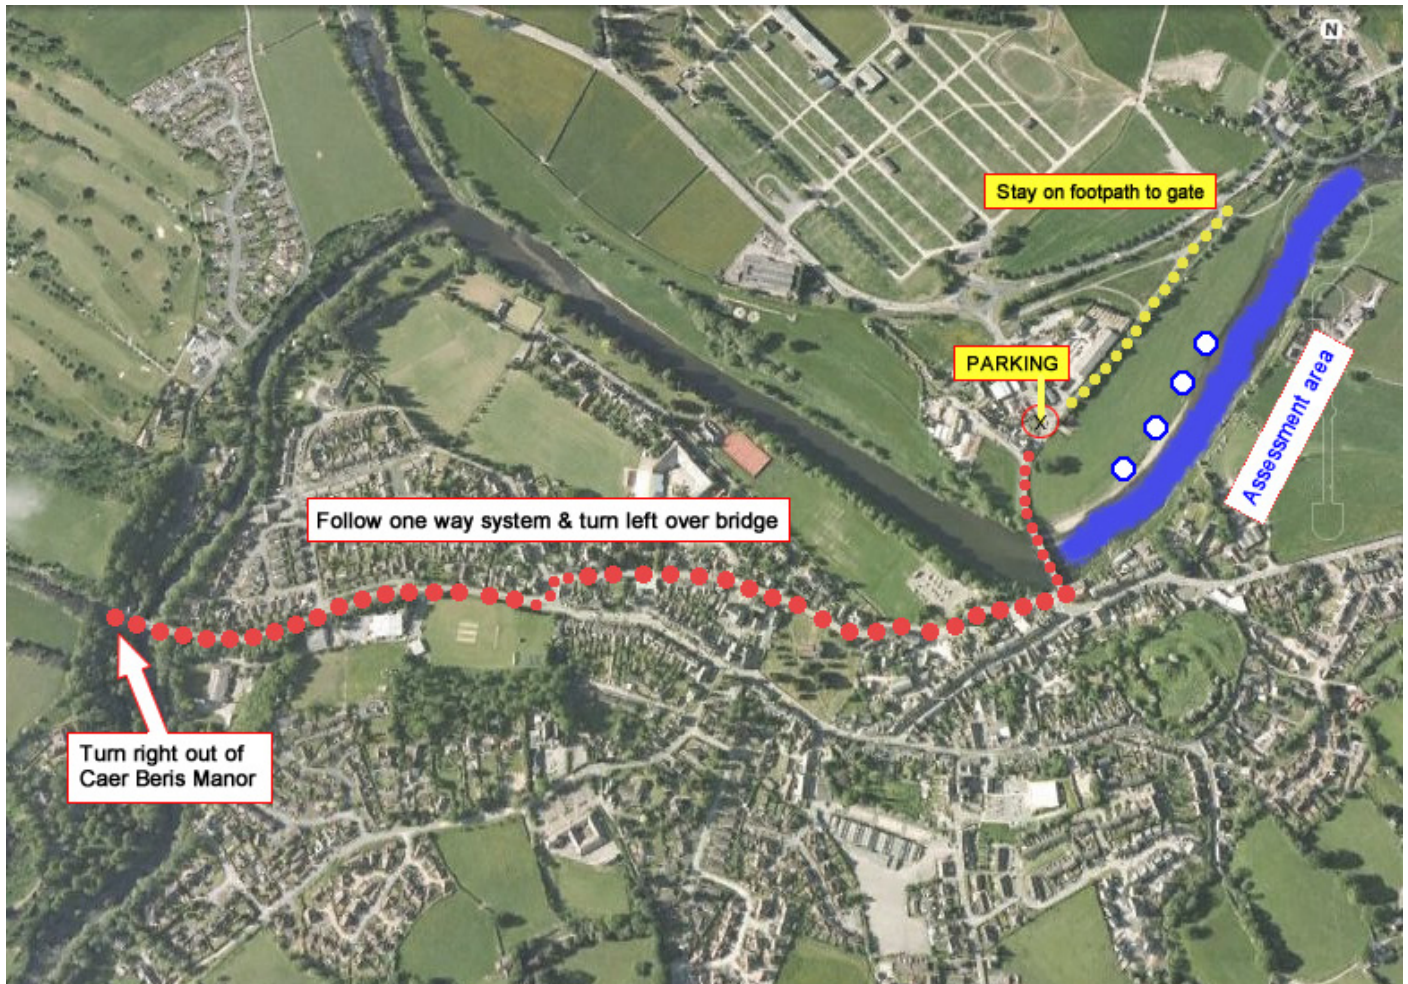 N
Stay on footpath to gate
PARKING
X
Assessment area
Follow one way system & turn left over bridge
Turn right out of
Caer Beris Manor